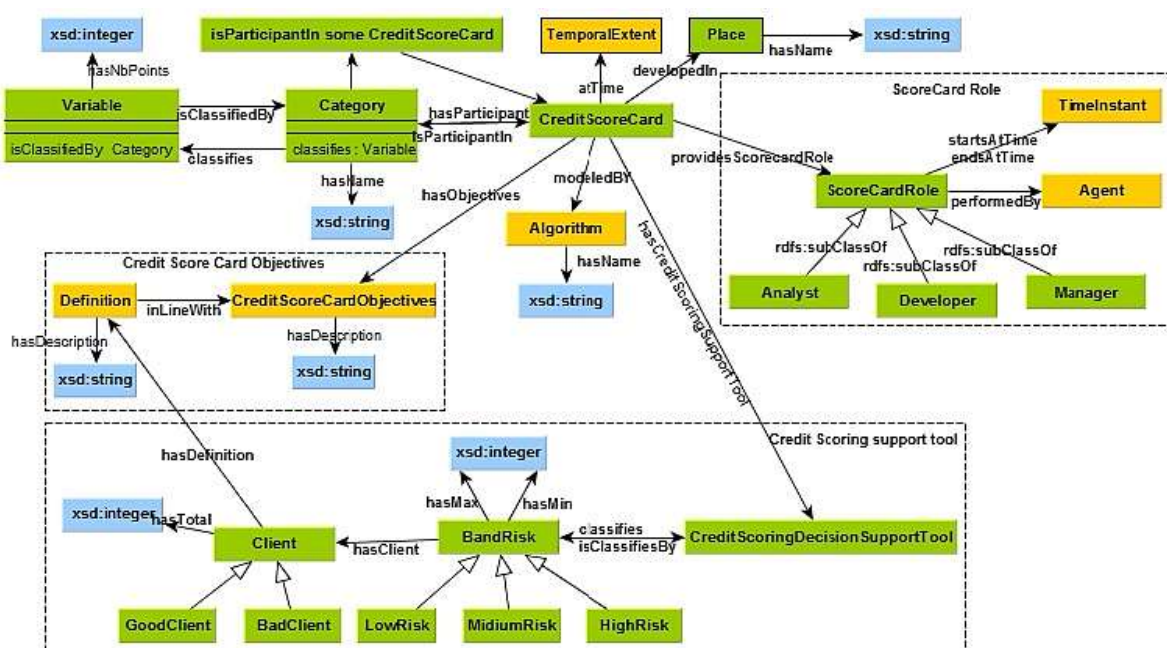 xsd:integer
isParticipantIn some CreditScoreCard
TemporalExtent
Place
hasName
xsd:string
hasNbPoints
developedIn
atTime
ScoreCard Role
Variable
isClassifiedBy
Category
hasParticipant
isParticipantIn
CreditScoreCard
TimeInstant
startsAtTime
endsAtTime
isClassifiedBy Category
classifies
classifies : Variable
providesScorecardRole
hasName
modeledBY
ScoreCardRole
performedBy
Agent
xsd:string
hasObjectives
Algorithm
hasName
hasCreditScoringSupportTool
rdfs:subClassOf
rdfs:subClassOf
rdfs:subClassOf
Credit Score Card Objectives
Definition
inLineWith
CreditScoreCardObjectives
xsd:string
Analyst
Developer
Manager
hasDescription
hasDescription
xsd:string
xsd:string
Credit Scoring support tool
hasDefinition
xsd:integer
hasMax
hasMin
xsd:integer
hasTotal
Client
hasClient
BandRisk
classifies
isClassifiesBy
CreditScoringDecisionSupportTool
GoodClient
BadClient
LowRisk
MidiumRisk
HighRisk